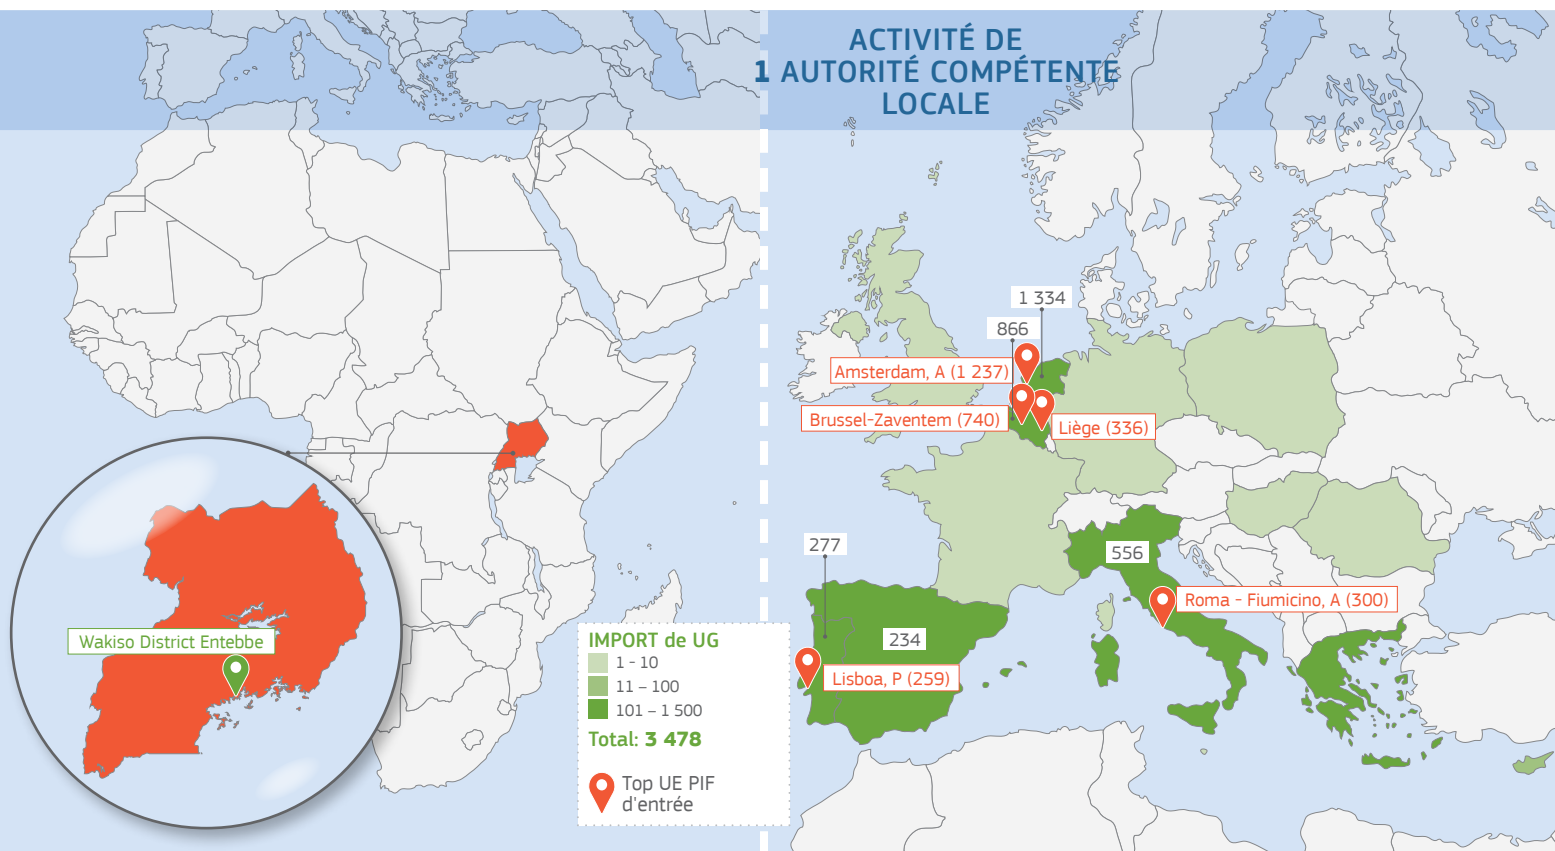 ACTIVITÉ DE
1 AUTORITÉ COMPÉTENTE
LOCALE
1 334
866
Amsterdam, A (1 237)
Brussel-Zaventem (740)
Liège (336)
277
556
Roma - Fiumicino, A (300)
234
Lisboa, P (259)
Wakiso District Entebbe
IMPORT de UG
1 - 10
11 – 100
101 – 1 500
Total: 3 478
Top UE PIF
d'entrée